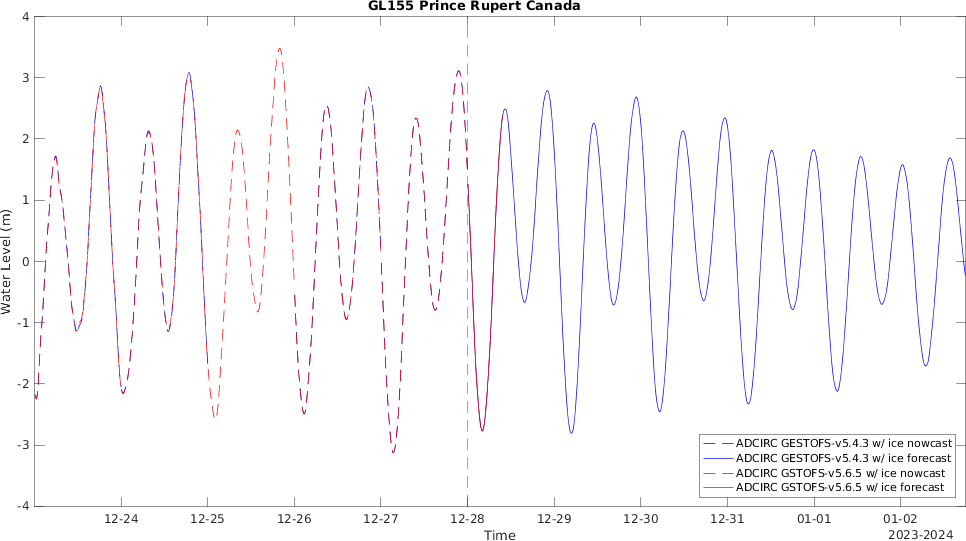 GL155 Prince Rupert Canada
4
3
2
1
0
-1
-2
-3
-4
Water Level (m)
12-24 12-25 12-26 12-27 12-28 12-29 12-30 12-31 01-01 01-02
Time
2023-2024
ADCIRC GESTOFS-v5.4.3 w/ ice nowcast
ADCIRC GESTOFS-v5.4.3 w/ ice forecast
ADCIRC GSTOFS-v5.6.5 w/ ice nowcast
ADCIRC GSTOFS-v5.6.5 w/ ice forecast